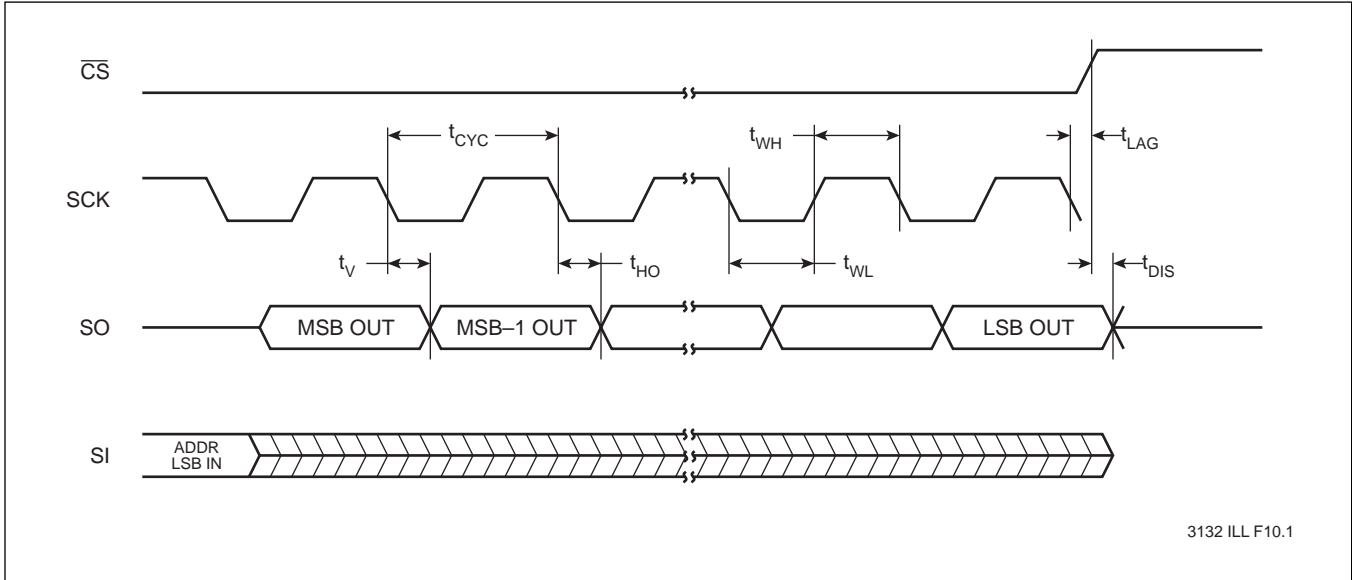 CS
tCYC
tWH
tLAG
SCK
tV
tHO
tWL
tDIS
SO
MSB OUT
MSB–1 OUT
LSB OUT
SI
ADDR
LSB IN
3132 ILL F10.1